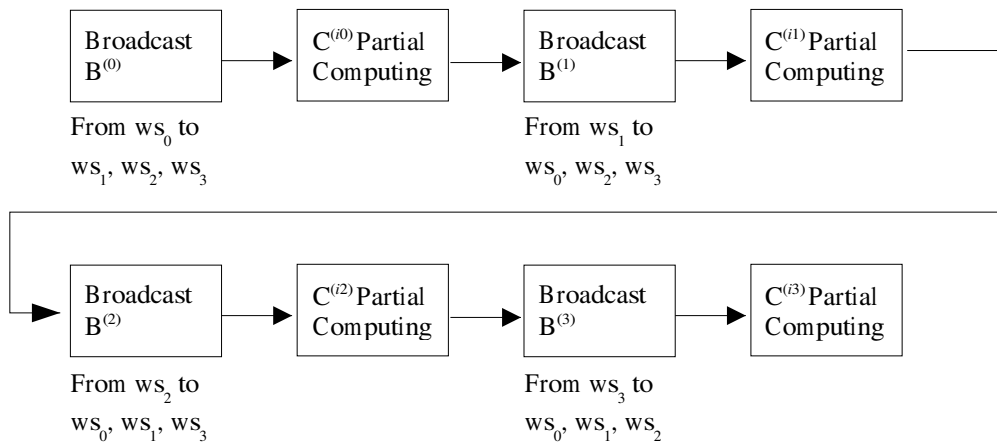 Broadcast
B⁽⁰⁾
C⁽ⁱ⁰⁾ Partial
Computing
Broadcast
B⁽¹⁾
C⁽ⁱ¹⁾ Partial
Computing
From ws₀ to
ws₁, ws₂, ws₃
From ws₁ to
ws₀, ws₂, ws₃
Broadcast
B⁽²⁾
C⁽ⁱ²⁾ Partial
Computing
Broadcast
B⁽³⁾
C⁽ⁱ³⁾ Partial
Computing
From ws₂ to
ws₀, ws₁, ws₃
From ws₃ to
ws₀, ws₁, ws₂